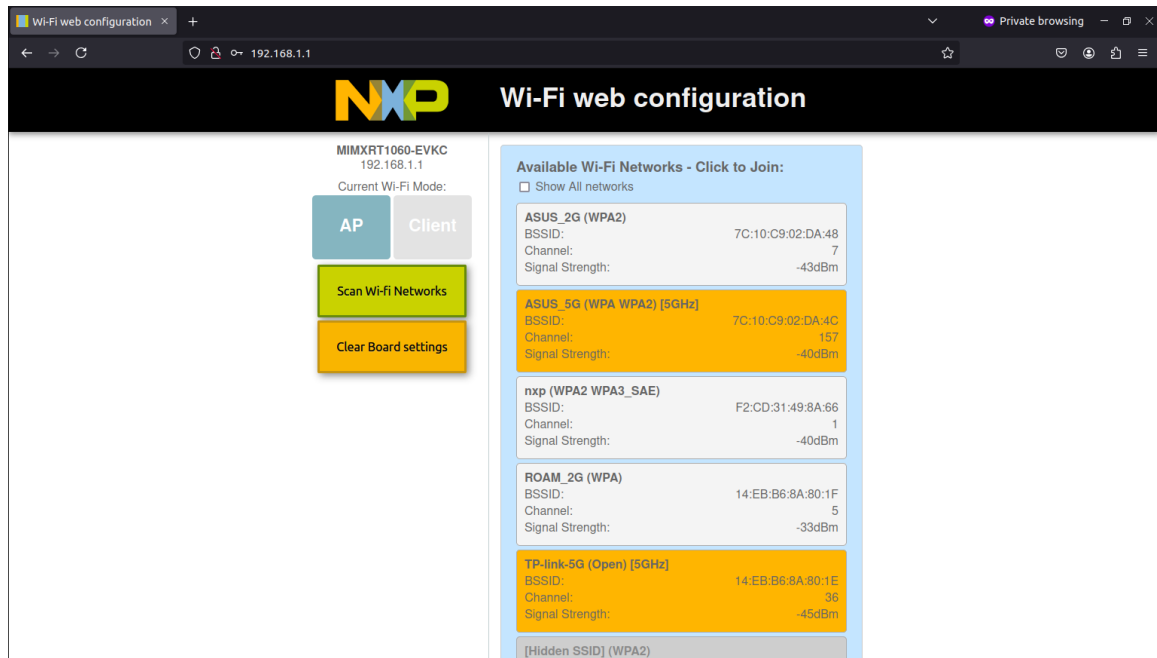 Wi-Fi web configuration
Private browsing
192.168.1.1
NXP
Wi-Fi web configuration
MIMXRT1060-EVKC
192.168.1.1
Current Wi-Fi Mode:
AP Client
Scan Wi-Fi Networks
Clear Board settings
Available Wi-Fi Networks - Click to Join:
Show All networks
ASUS_2G (WPA2)
BSSID: 7C:10:C9:02:DA:48
Channel: 7
Signal Strength: -43dBm
ASUS_5G (WPA WPA2) [5GHz]
BSSID: 7C:10:C9:02:DA:4C
Channel: 157
Signal Strength: -40dBm
nxp (WPA2 WPA3_SAE)
BSSID: F2:CD:31:49:8A:66
Channel: 1
Signal Strength: -40dBm
ROAM_2G (WPA)
BSSID: 14:EB:B6:8A:80:1F
Channel: 5
Signal Strength: -33dBm
TP-link-5G (Open) [5GHz]
BSSID: 14:EB:B6:8A:80:1E
Channel: 36
Signal Strength: -45dBm
[Hidden SSID] (WPA2)